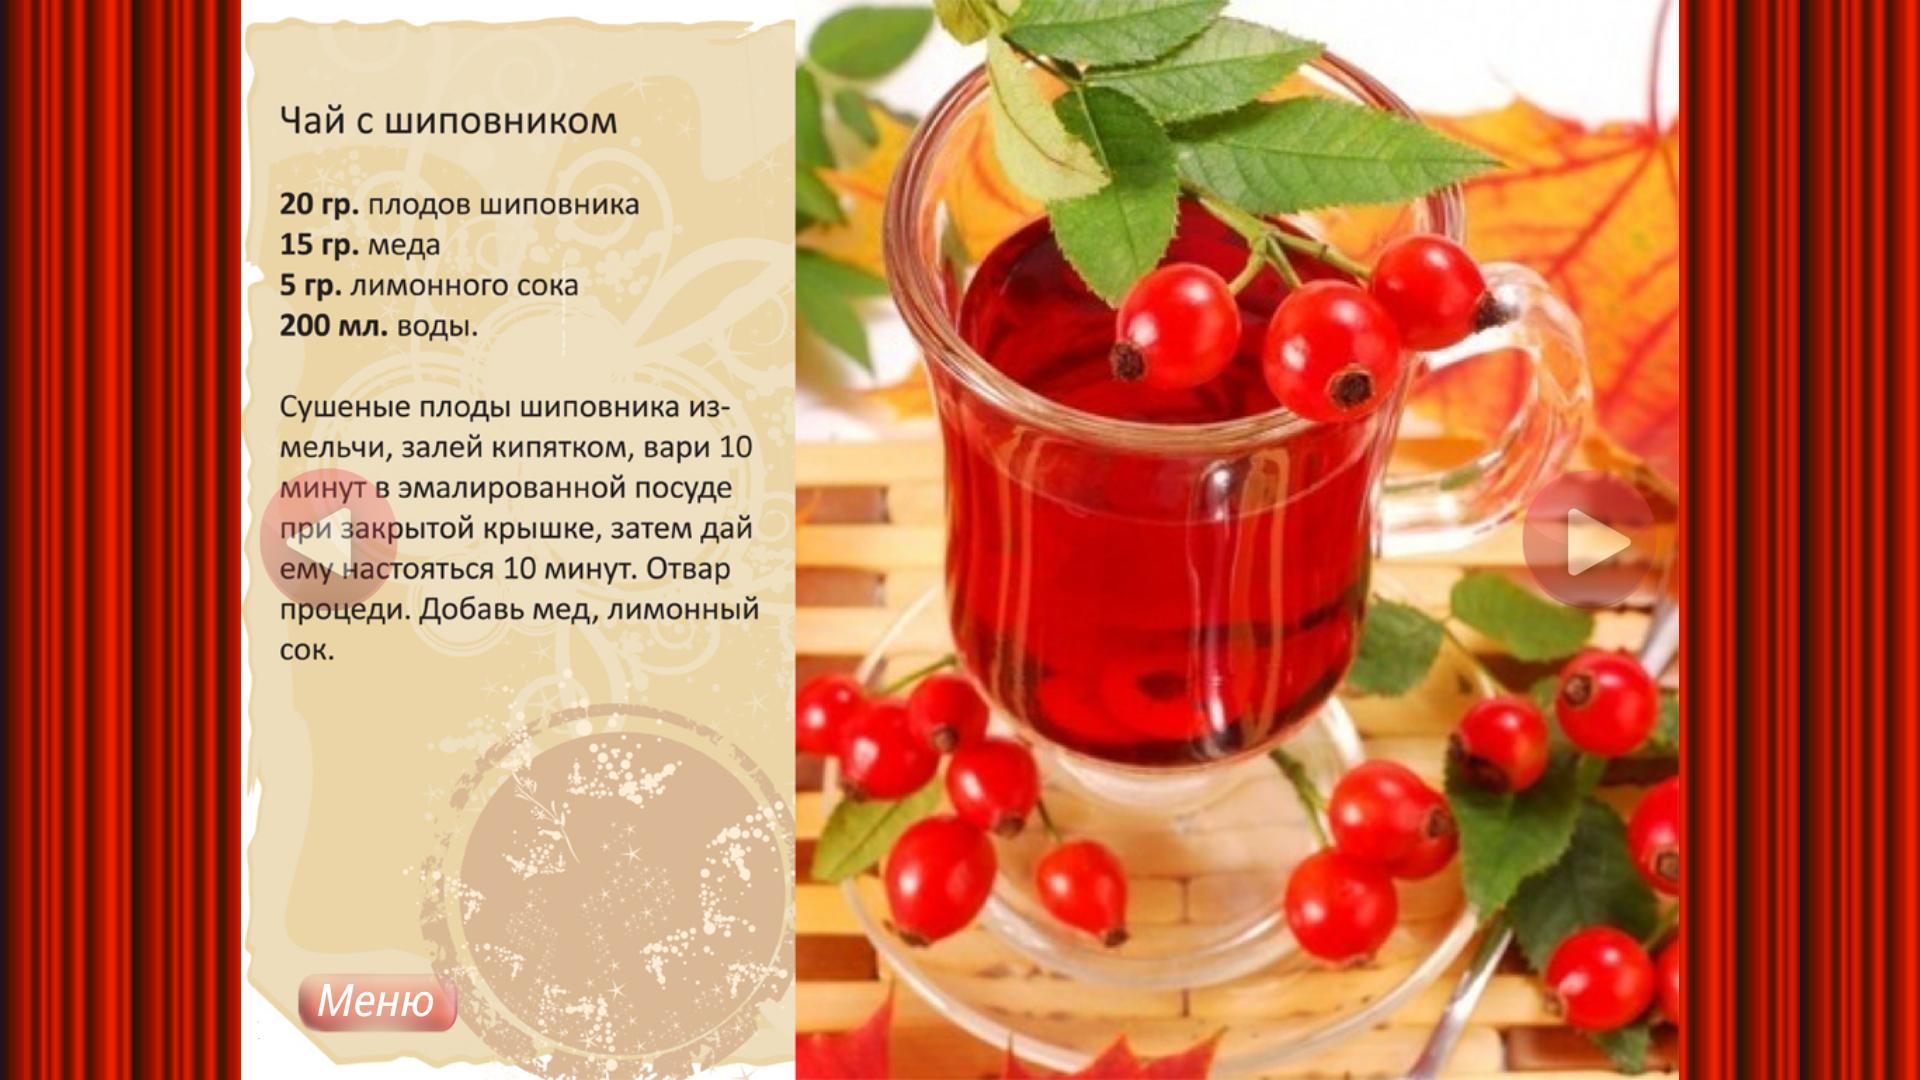 Чай с шиповником
20 гр. плодов шиповника
15 гр. меда
5 гр. лимонного сока
200 мл. воды.
Сушеные плоды шиповника из-
мельчи, залей кипятком, вари 10
минут в эмалированной посуде
при закрытой крышке, затем дай
ему настояться 10 минут. Отвар
процеди. Добавь мед, лимонный
сок.
Меню